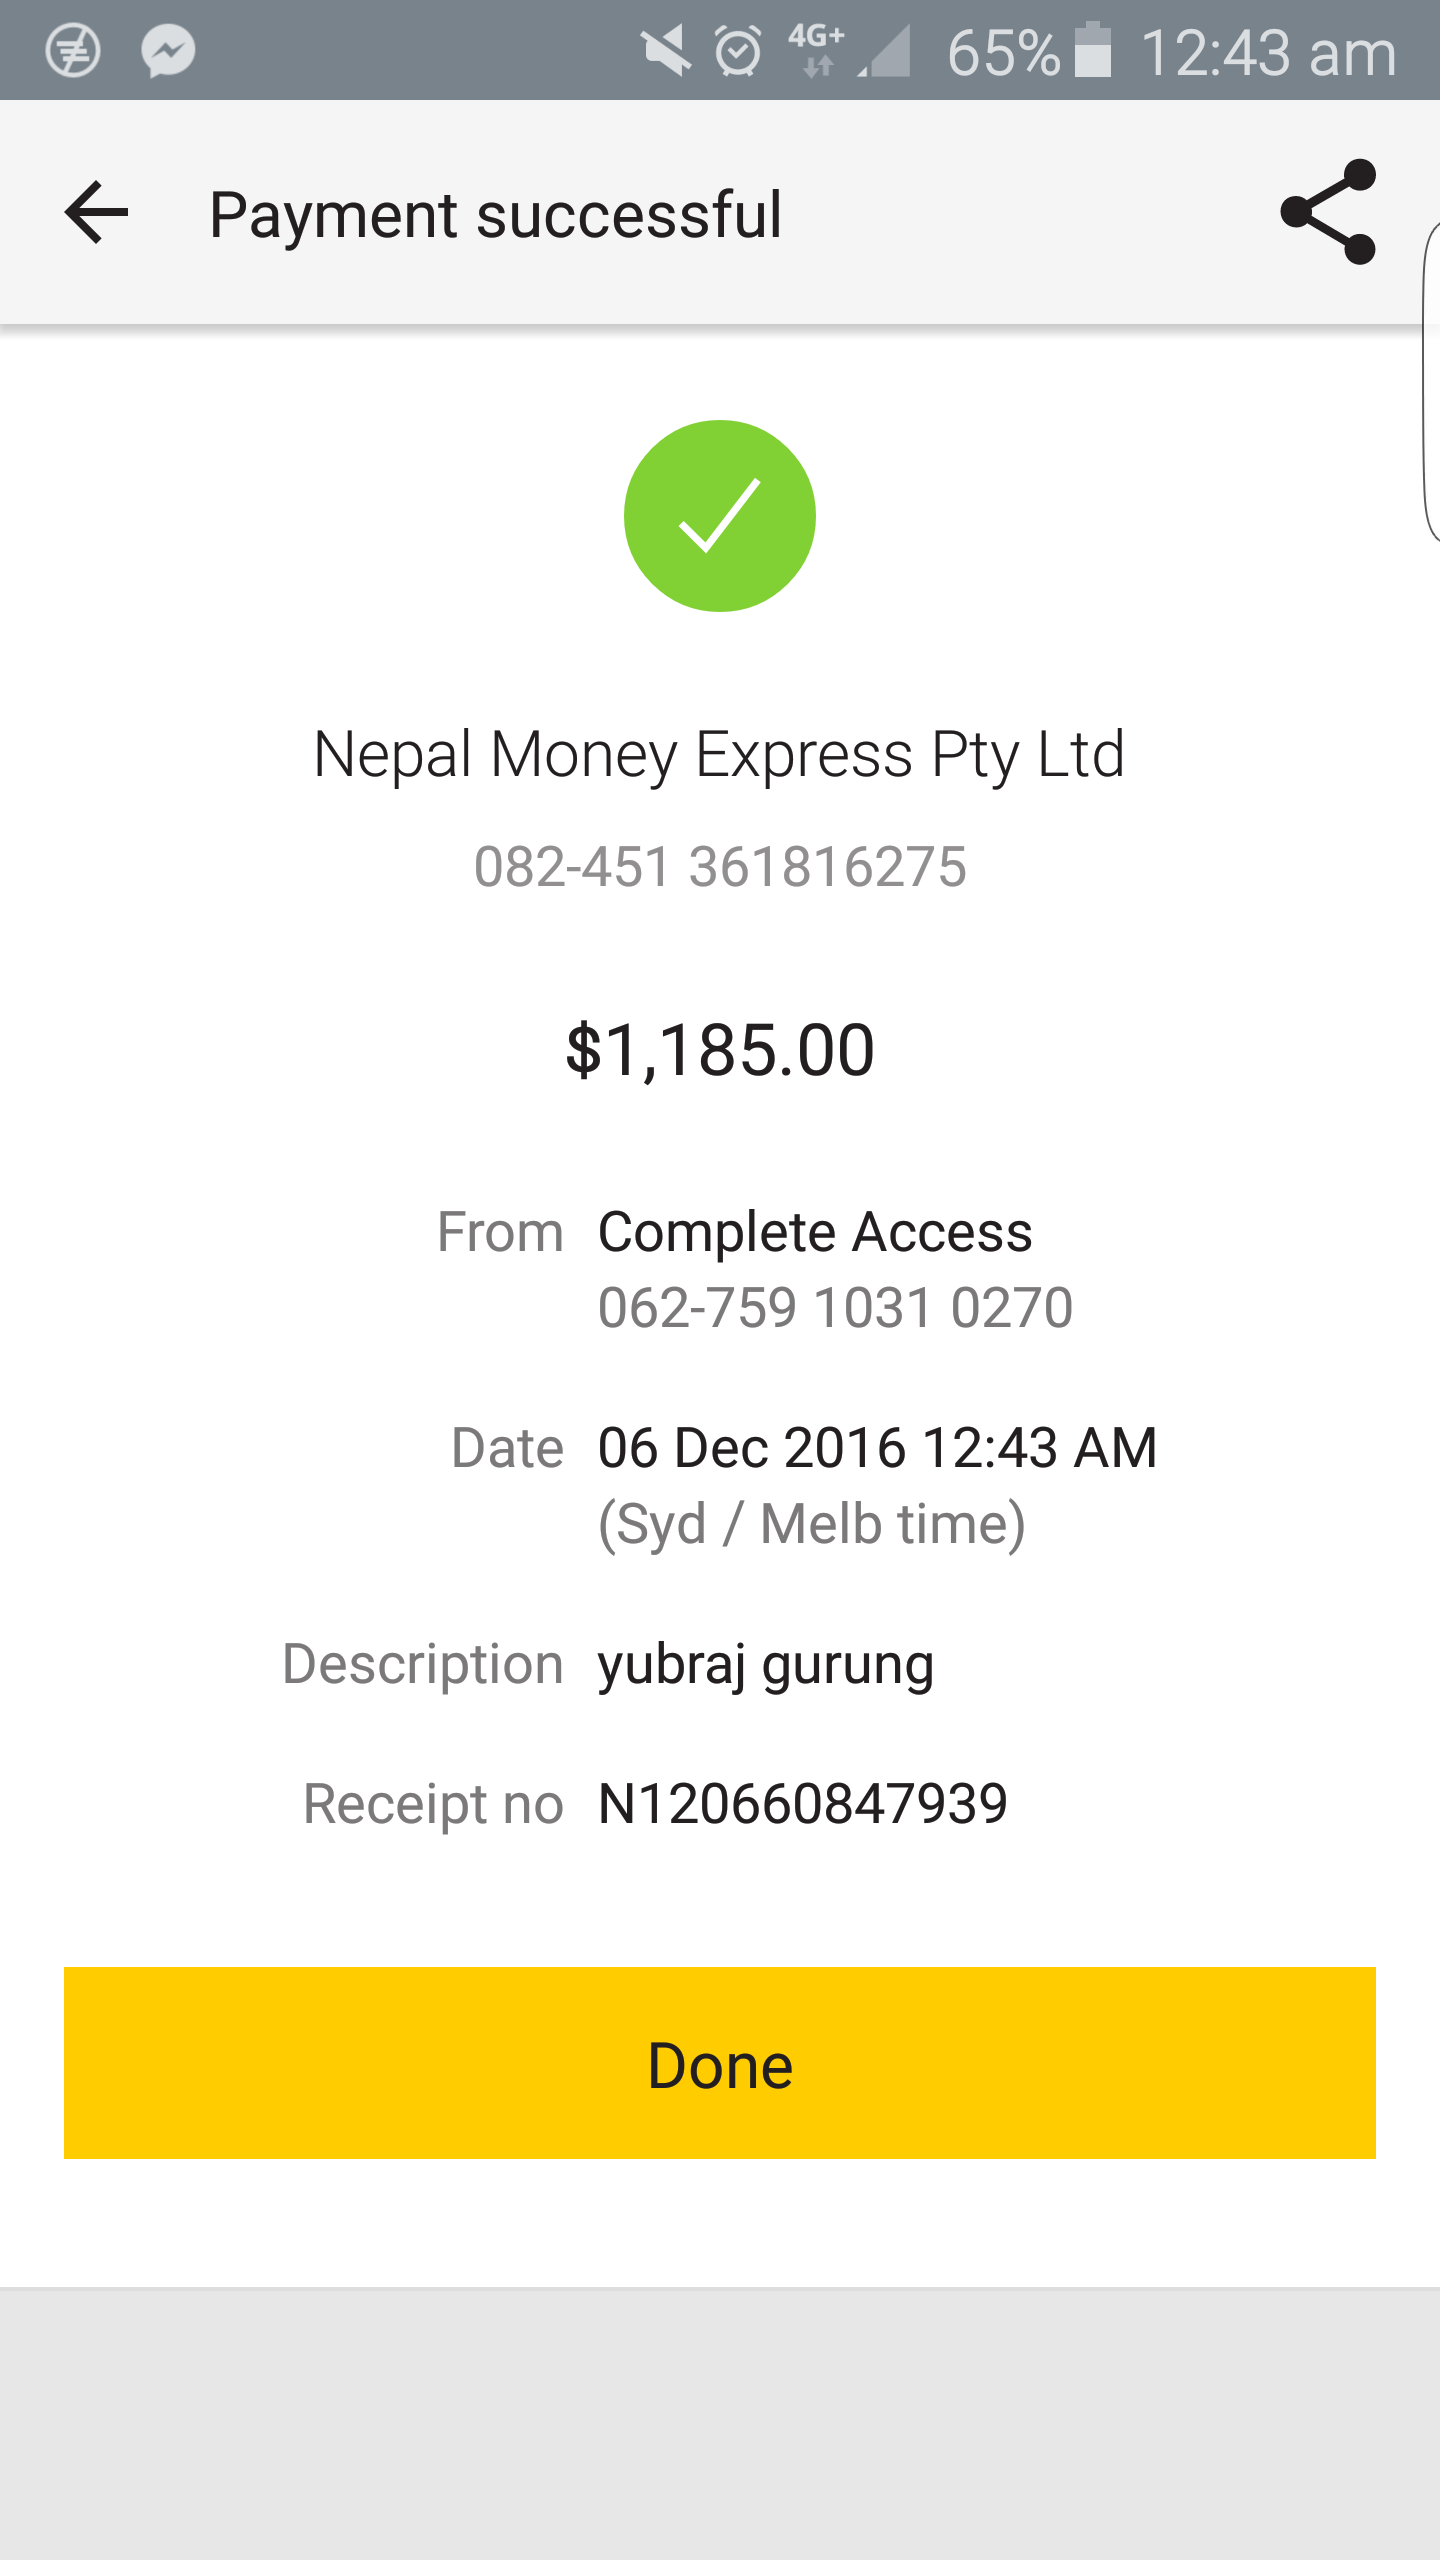 4G+ 65% 12:43 am
Payment successful
Nepal Money Express Pty Ltd
082-451 361816275
$1,185.00
From Complete Access
062-759 1031 0270
Date 06 Dec 2016 12:43 AM
(Syd / Melb time)
Description yubraj gurung
Receipt no N120660847939
Done